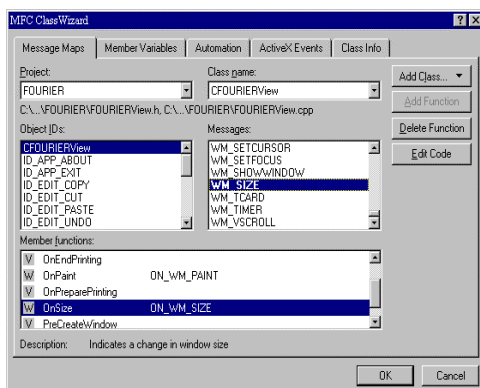 MFC ClassWizard
Message Maps Member Variables Automation ActiveX Events Class Info
Project: Class name:
FOURIER CFOURIERView
C:\...\FOURIER\FOURIERView.h, C:\...\FOURIER\FOURIERView.cpp
Object IDs: Messages:
CFOURIERView WM_SETCURSOR
ID_APP_ABOUT WM_SETFOCUS
ID_APP_EXIT WM_SHOWWINDOW
ID_EDIT_COPY WM_SIZE
ID_EDIT_CUT WM_TCARD
ID_EDIT_PASTE WM_TIMER
ID_EDIT_UNDO WM_VSCROLL
Add Class...
Add Function
Delete Function
Edit Code
Member functions:
V OnEndPrinting
W OnPaint ON_WM_PAINT
V OnPreparePrinting
W OnSize ON_WM_SIZE
V PreCreateWindow
Description: Indicates a change in window size
OK Cancel